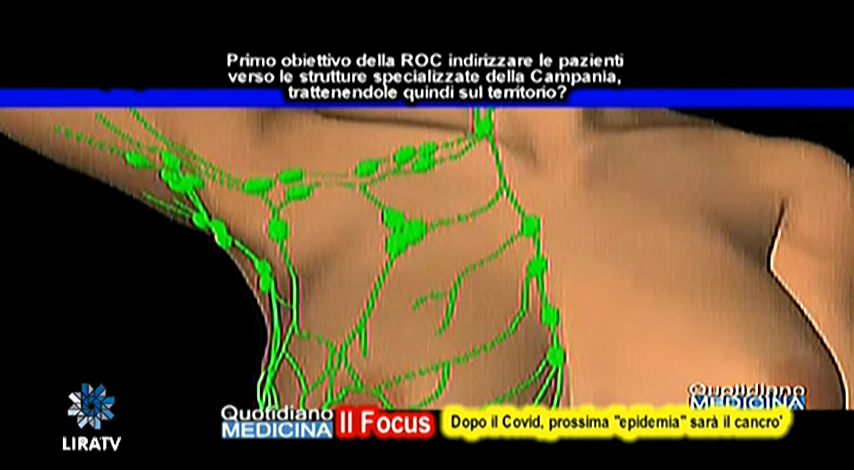 Primo obiettivo della ROC indirizzare le pazienti
verso le strutture specializzate della Campania,
trattenendole quindi sul territorio?
Quotidiano
MEDICINA
LIRATV
Quotidiano
MEDICINA
Il Focus
Dopo il Covid, prossima "epidemia" sarà il cancro'